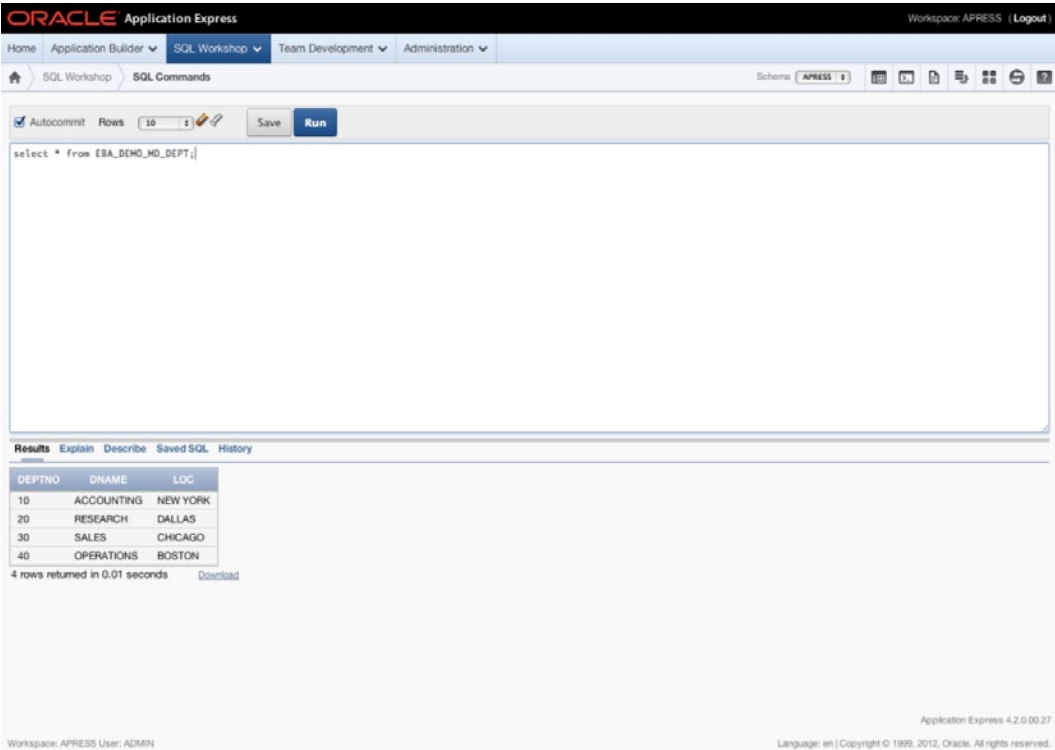 ORACLE Application Express
Workspace: APRESS (Logout)
Home Application Builder SQL Workshop Team Development Administration
SQL Workshop SQL Commands
Schema APRESS
Autocommit Rows 10 Save Run
select * from EBA_DEMO_MD_DEPT;
Results Explain Describe Saved SQL History
DEPTNO DNAME LOC
10 ACCOUNTING NEW YORK
20 RESEARCH DALLAS
30 SALES CHICAGO
40 OPERATIONS BOSTON
4 rows returned in 0.01 seconds Download
Application Express 4.2.0.00.27
Workspace: APRESS User: ADMIN
Language: en | Copyright © 1999, 2012, Oracle. All rights reserved.